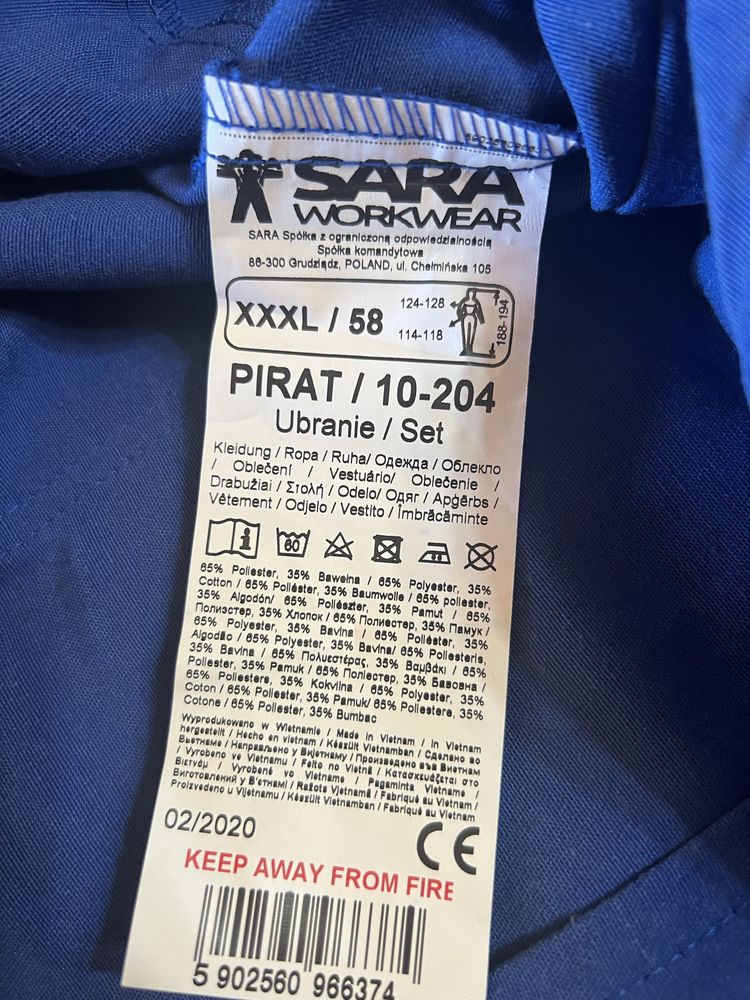 SARA
WORKWEAR
SARA Spółka z ograniczoną odpowiedzialnością
Spółka komandytowa
86-300 Grudziądz, POLAND, ul. Chełmińska 105
XXXL / 58
124-128
114-118
188-194
PIRAT / 10-204
Ubranie / Set
Kleidung / Ropa / Ruha/ Одежда / Облекло
/ Oblečení / Vestuário/ Oblečenie /
Drabužiai / Στολή / Odelo/ Одяг / Apģērbs /
Vêtement / Odjelo / Vestito / Îmbrăcăminte
i
60
65% Poliester, 35% Bawełna / 65% Polyester, 35%
Cotton / 65% Poliéster, 35% Baumwolle / 65% poliester,
35% Algodón/ 65% Poliészter, 35% Pamut / 65%
Полиэстер, 35% Хлопок / 65% Полиестер, 35% Памук /
65% Polyester, 35% Bavlna / 65% Poliéster, 35%
Algodão / 65% Polyester, 35% Bavlna/ 65% Poliesteris,
35% Bavlna / 65% Πολυεστέρας, 35% Βαμβάκι / 65%
Poliester, 35% Pamuk / 65% Поліестер, 35% Бавовна /
65% Poliesters, 35% Kokvilna / 65% Polyester, 35%
Coton / 65% Poliester, 35% Pamuk/ 65% Poliestere, 35%
Cotone / 65% Poliester, 35% Bumbac
Wyprodukowano w Wietnamie / Made in Vietnam / In Vietnam
hergestellt / Hecho en vietnam / Készült Vietnamban / Сделано во
Вьетнаме / Направљено у Вијетнаму / Произведено във Виетнам
/ Vyrobeno ve Vietnamu / Feito no Vietnã / Κατασκευάζεται στο
Βιετνάμ / Vyrobené vo Vietname / Pagaminta Vietname /
Виготовлений у В'єтнамі / Ražots Vjetnamā / Fabriqué au Vietnam /
Proizvedeno u Vijetnamu / Készült Vietnamban / Fabriqué au Vietnam
02/2020
CE
KEEP AWAY FROM FIRE
5 902560 966374